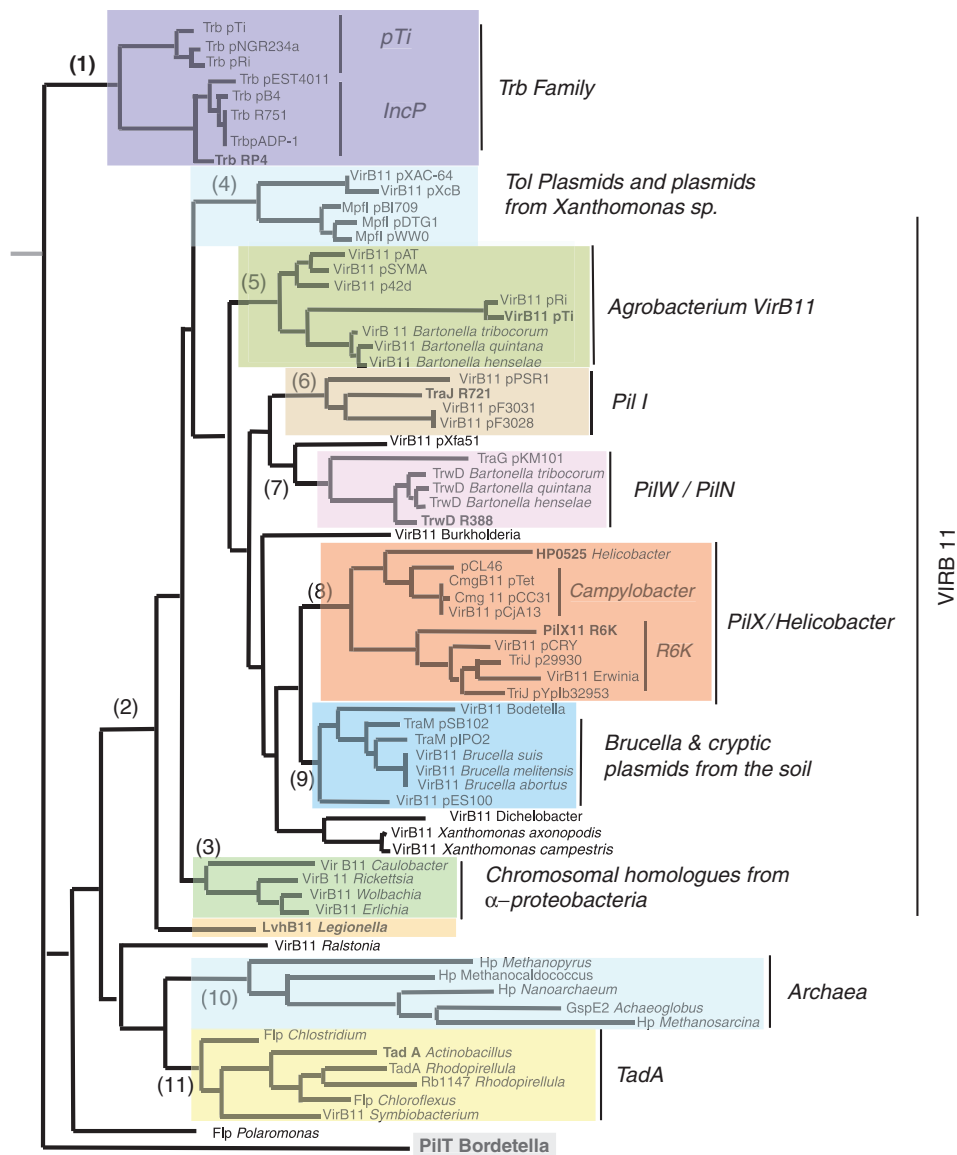 Trb pTi
Trb pNGR234a
Trb pRi
pTi
(1)
Trb pEST4011
Trb pB4
Trb R751
TrbpADP-1
Trb RP4
IncP
Trb Family
(4)
VirB11 pXAC-64
VirB11 pXcB
Mpfl pBI709
Mpfl pDTG1
Mpfl pWW0
Tol Plasmids and plasmids
from Xanthomonas sp.
(5)
VirB11 pAT
VirB11 pSYMA
VirB11 p42d
VirB11 pRi
VirB11 pTi
VirB 11 Bartonella tribocorum
VirB11 Bartonella quintana
VirB11 Bartonella henselae
Agrobacterium VirB11
(6)
VirB11 pPSR1
TraJ R721
VirB11 pF3031
VirB11 pF3028
Pil I
VirB11 pXfa51
(7)
TraG pKM101
TrwD Bartonella tribocorum
TrwD Bartonella quintana
TrwD Bartonella henselae
TrwD R388
PilW / PilN
VirB11 Burkholderia
(8)
HP0525 Helicobacter
pCL46
CmgB11 pTet
Cmg 11 pCC31
VirB11 pCjA13
Campylobacter
PilX11 R6K
VirB11 pCRY
TriJ p29930
VirB11 Erwinia
TriJ pYplb32953
R6K
PilX/Helicobacter
VIRB 11
(2)
(9)
VirB11 Bodetella
TraM pSB102
TraM pIPO2
VirB11 Brucella suis
VirB11 Brucella melitensis
VirB11 Brucella abortus
VirB11 pES100
Brucella & cryptic
plasmids from the soil
VirB11 Dichelobacter
VirB11 Xanthomonas axonopodis
VirB11 Xanthomonas campestris
(3)
Vir B11 Caulobacter
VirB 11 Rickettsia
VirB11 Wolbachia
VirB11 Erlichia
Chromosomal homologues from
α–proteobacteria
LvhB11 Legionella
VirB11 Ralstonia
(10)
Hp Methanopyrus
Hp Methanocaldococcus
Hp Nanoarchaeum
GspE2 Achaeoglobus
Hp Methanosarcina
Archaea
(11)
Flp Chlostridium
Tad A Actinobacillus
TadA Rhodopirellula
Rb1147 Rhodopirellula
Flp Chloroflexus
VirB11 Symbiobacterium
TadA
Flp Polaromonas
PilT Bordetella